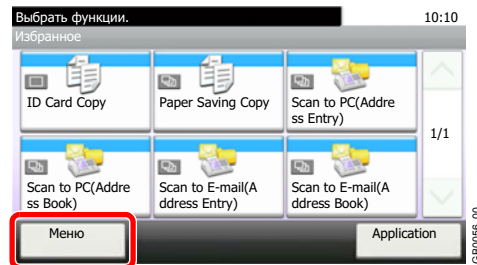 Выбрать функции.
10:10
Избранное
ID Card Copy
Paper Saving Copy
Scan to PC(Addre
ss Entry)
1/1
Scan to PC(Addre
ss Book)
Scan to E-mail(A
ddress Entry)
Scan to E-mail(A
ddress Book)
Меню
Application
GB0056_00